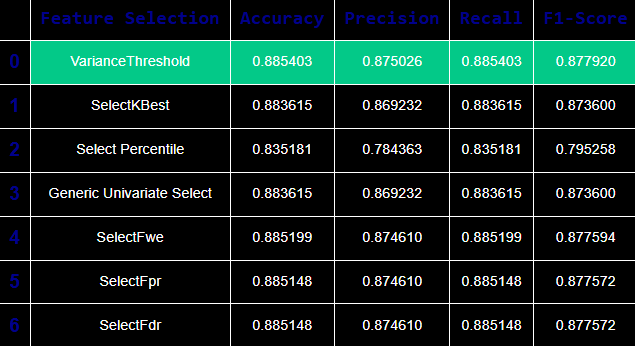 Feature Selection Accuracy Precision Recall F1-Score
0 VarianceThreshold 0.885403 0.875026 0.885403 0.877920
1 SelectKBest 0.883615 0.869232 0.883615 0.873600
2 Select Percentile 0.835181 0.784363 0.835181 0.795258
3 Generic Univariate Select 0.883615 0.869232 0.883615 0.873600
4 SelectFwe 0.885199 0.874610 0.885199 0.877594
5 SelectFpr 0.885148 0.874610 0.885148 0.877572
6 SelectFdr 0.885148 0.874610 0.885148 0.877572